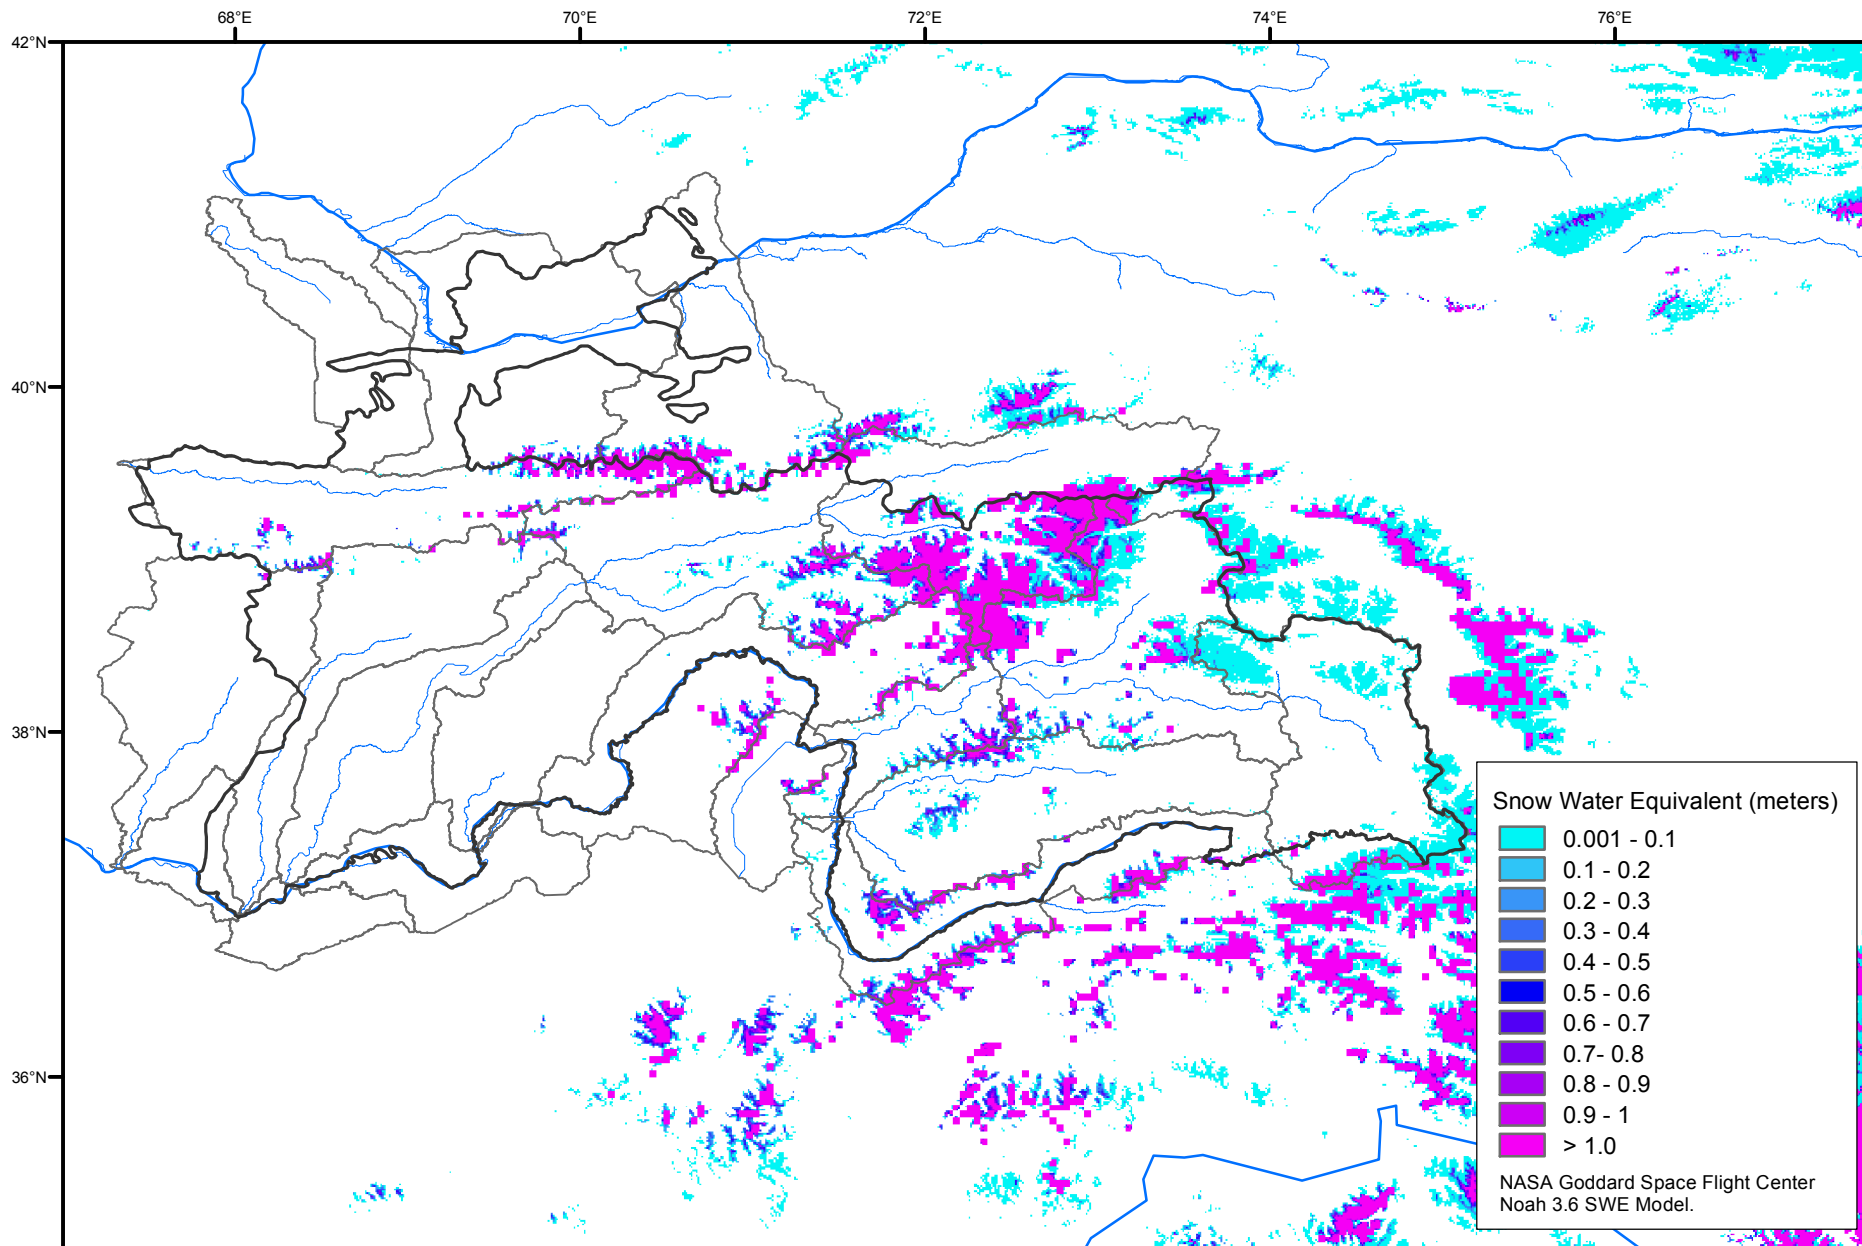 68°E
70°E
72°E
74°E
76°E
42°N
40°N
38°N
36°N
Snow Water Equivalent (meters)
0.001 - 0.1
0.1 - 0.2
0.2 - 0.3
0.3 - 0.4
0.4 - 0.5
0.5 - 0.6
0.6 - 0.7
0.7- 0.8
0.8 - 0.9
0.9 - 1
> 1.0
NASA Goddard Space Flight Center
Noah 3.6 SWE Model.